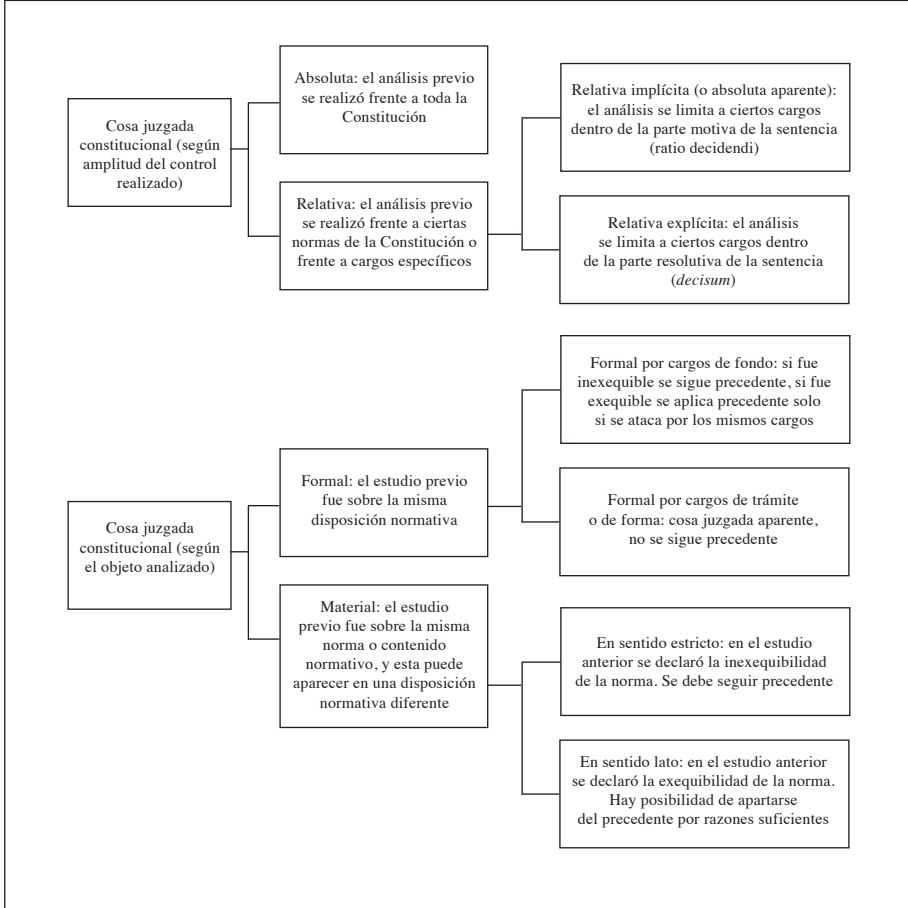 Cosa juzgada
constitucional (según
amplitud del control
realizado)
Absoluta: el análisis previo
se realizó frente a toda la
Constitución
Relativa: el análisis previo
se realizó frente a ciertas
normas de la Constitución o
frente a cargos específicos
Relativa implícita (o absoluta aparente):
el análisis se limita a ciertos cargos
dentro de la parte motiva de la sentencia
(ratio decidendi)
Relativa explícita: el análisis
se limita a ciertos cargos dentro
de la parte resolutiva de la sentencia
(decisum)
Cosa juzgada
constitucional (según
el objeto analizado)
Formal: el estudio previo
fue sobre la misma
disposición normativa
Formal por cargos de fondo: si fue
inexequible se sigue precedente, si fue
exequible se aplica precedente solo
si se ataca por los mismos cargos
Formal por cargos de trámite
o de forma: cosa juzgada aparente,
no se sigue precedente
Material: el estudio
previo fue sobre la misma
norma o contenido
normativo, y esta puede
aparecer en una disposición
normativa diferente
En sentido estricto: en el estudio
anterior se declaró la inexequibilidad
de la norma. Se debe seguir precedente
En sentido lato: en el estudio anterior
se declaró la exequibilidad de la norma.
Hay posibilidad de apartarse
del precedente por razones suficientes